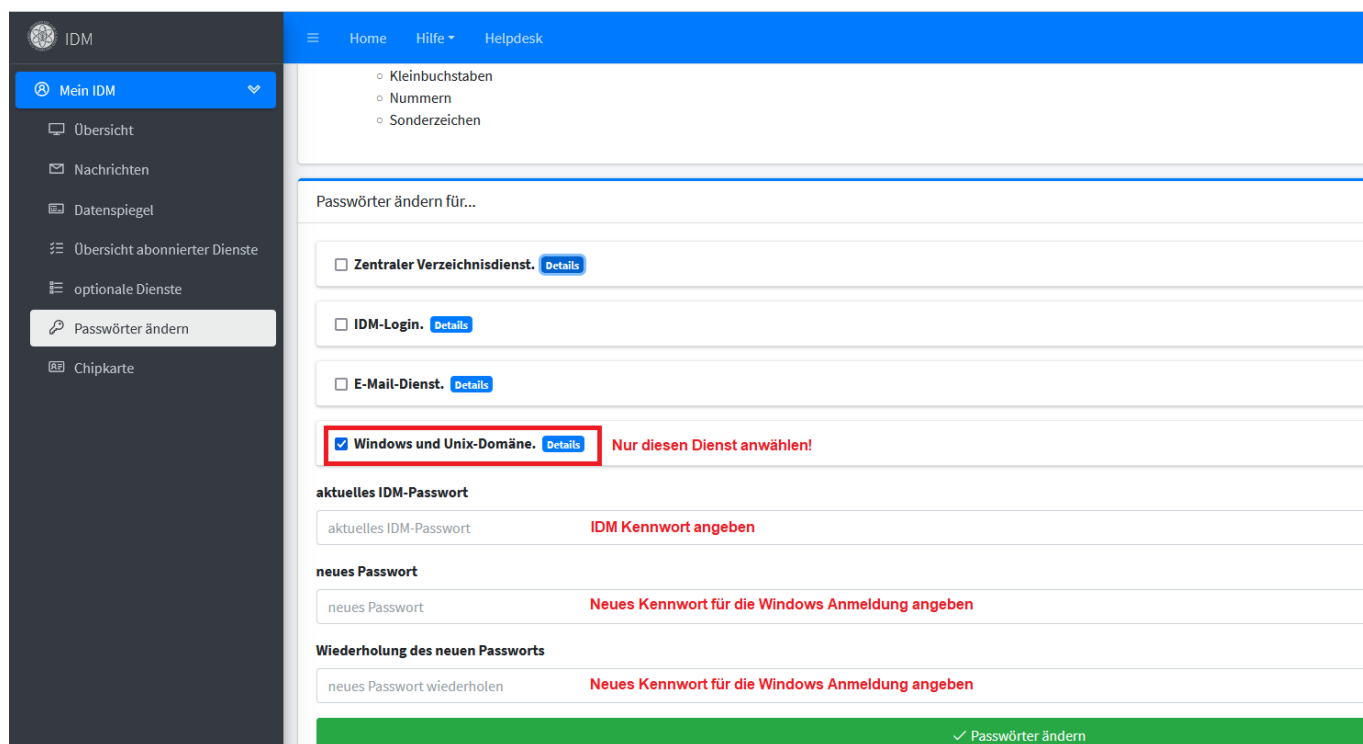 IDM
Home Hilfe Helpdesk
Mein IDM
Übersicht
Nachrichten
Datenspiegel
Übersicht abonnierter Dienste
optionale Dienste
Passwörter ändern
Chipkarte
Kleinbuchstaben
Nummern
Sonderzeichen
Passwörter ändern für...
Zentraler Verzeichnisdienst. Details
IDM-Login. Details
E-Mail-Dienst. Details
Windows und Unix-Domäne. Details Nur diesen Dienst anwählen!
aktuelles IDM-Passwort
aktuelles IDM-Passwort IDM Kennwort angeben
neues Passwort
neues Passwort Neues Kennwort für die Windows Anmeldung angeben
Wiederholung des neuen Passworts
neues Passwort wiederholen Neues Kennwort für die Windows Anmeldung angeben
Passwörter ändern